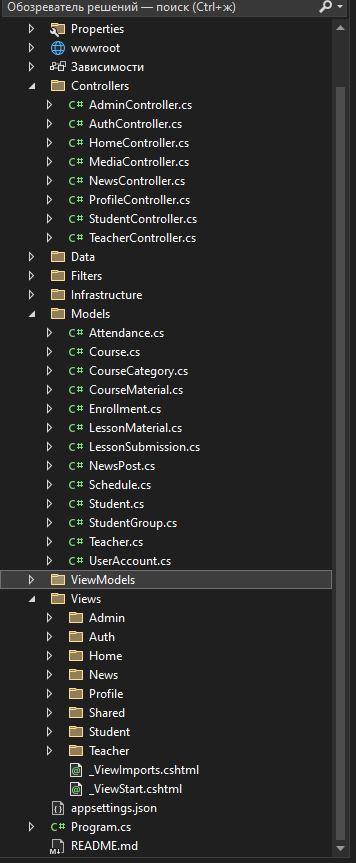 Обозреватель решений — поиск (Ctrl+ж)
Properties
wwwroot
Зависимости
Controllers
C# AdminController.cs
C# AuthController.cs
C# HomeController.cs
C# MediaController.cs
C# NewsController.cs
C# ProfileController.cs
C# StudentController.cs
C# TeacherController.cs
Data
Filters
Infrastructure
Models
C# Attendance.cs
C# Course.cs
C# CourseCategory.cs
C# CourseMaterial.cs
C# Enrollment.cs
C# LessonMaterial.cs
C# LessonSubmission.cs
C# NewsPost.cs
C# Schedule.cs
C# Student.cs
C# StudentGroup.cs
C# Teacher.cs
C# UserAccount.cs
ViewModels
Views
Admin
Auth
Home
News
Profile
Shared
Student
Teacher
_ViewImports.cshtml
_ViewStart.cshtml
appsettings.json
C# Program.cs
README.md